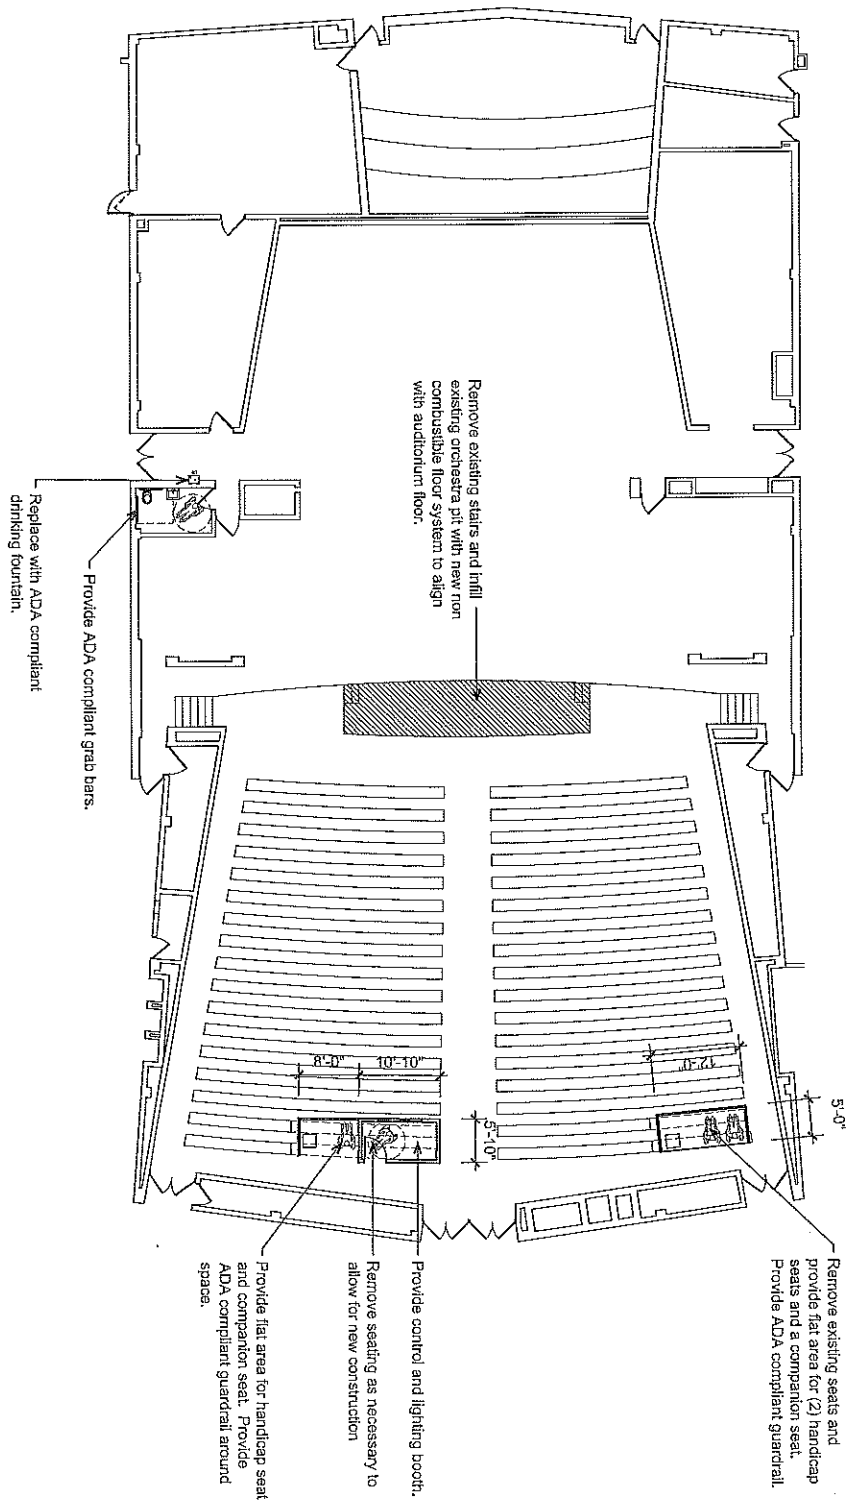 Remove existing stairs and infill
existing orchestra pit with new non
combustible floor system to align
with auditorium floor.
Replace with ADA compliant
drinking fountain.
Provide ADA compliant grab bars.
5'-0"
12'-0"
5'-10"
10'-10"
8'-0"
Remove existing seats and
provide flat area for (2) handicap
seats and a companion seat.
Provide ADA compliant guardrail.
Provide control and lighting booth.
Remove seating as necessary to
allow for new construction
Provide flat area for handicap seat
and companion seat. Provide
ADA compliant guardrail around
space.